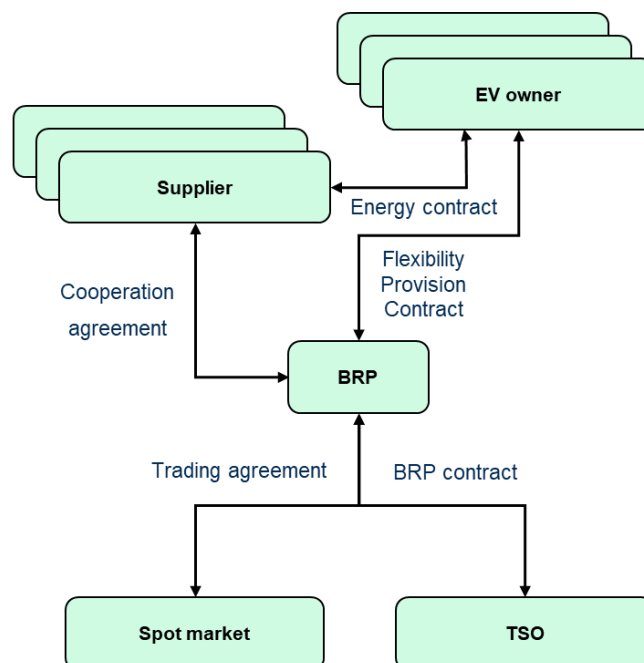 EV owner
Supplier
Energy contract
Flexibility
Provision
Contract
Cooperation
agreement
BRP
Trading agreement
BRP contract
Spot market
TSO